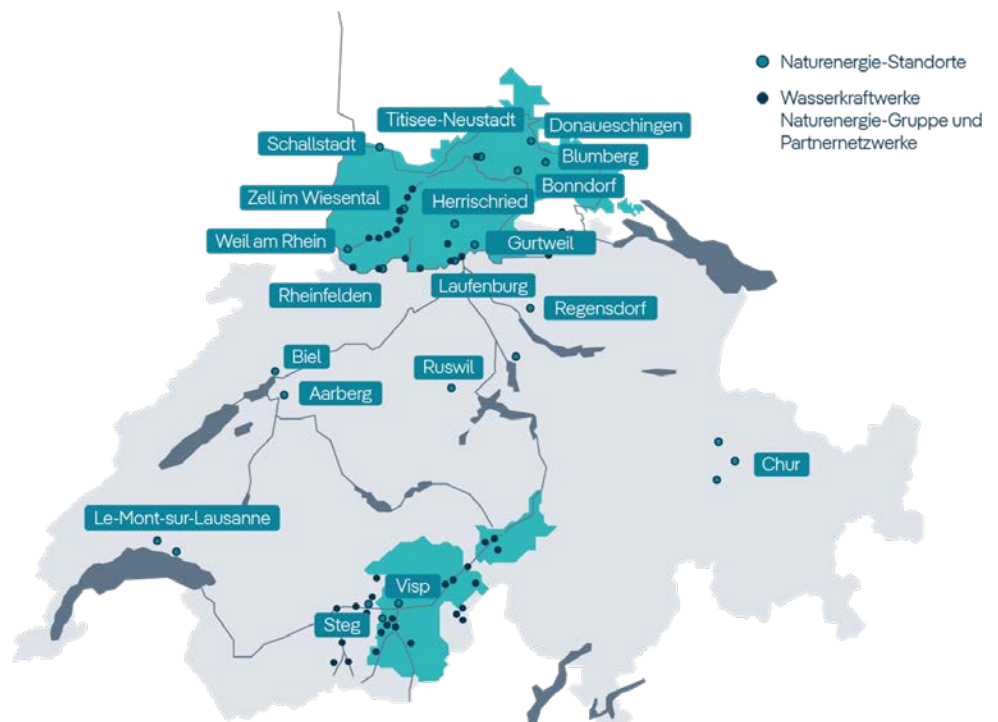 Naturenergie-Standorte
Wasserkraftwerke
Naturenergie-Gruppe und
Partnernetzwerke
Titisee-Neustadt
Donaueschingen
Schallstadt
Blumberg
Bonndorf
Zell im Wiesental
Herrischried
Weil am Rhein
Gurtweil
Rheinfelden
Laufenburg
Regensdorf
Biel
Ruswil
Aarberg
Chur
Le-Mont-sur-Lausanne
Visp
Steg